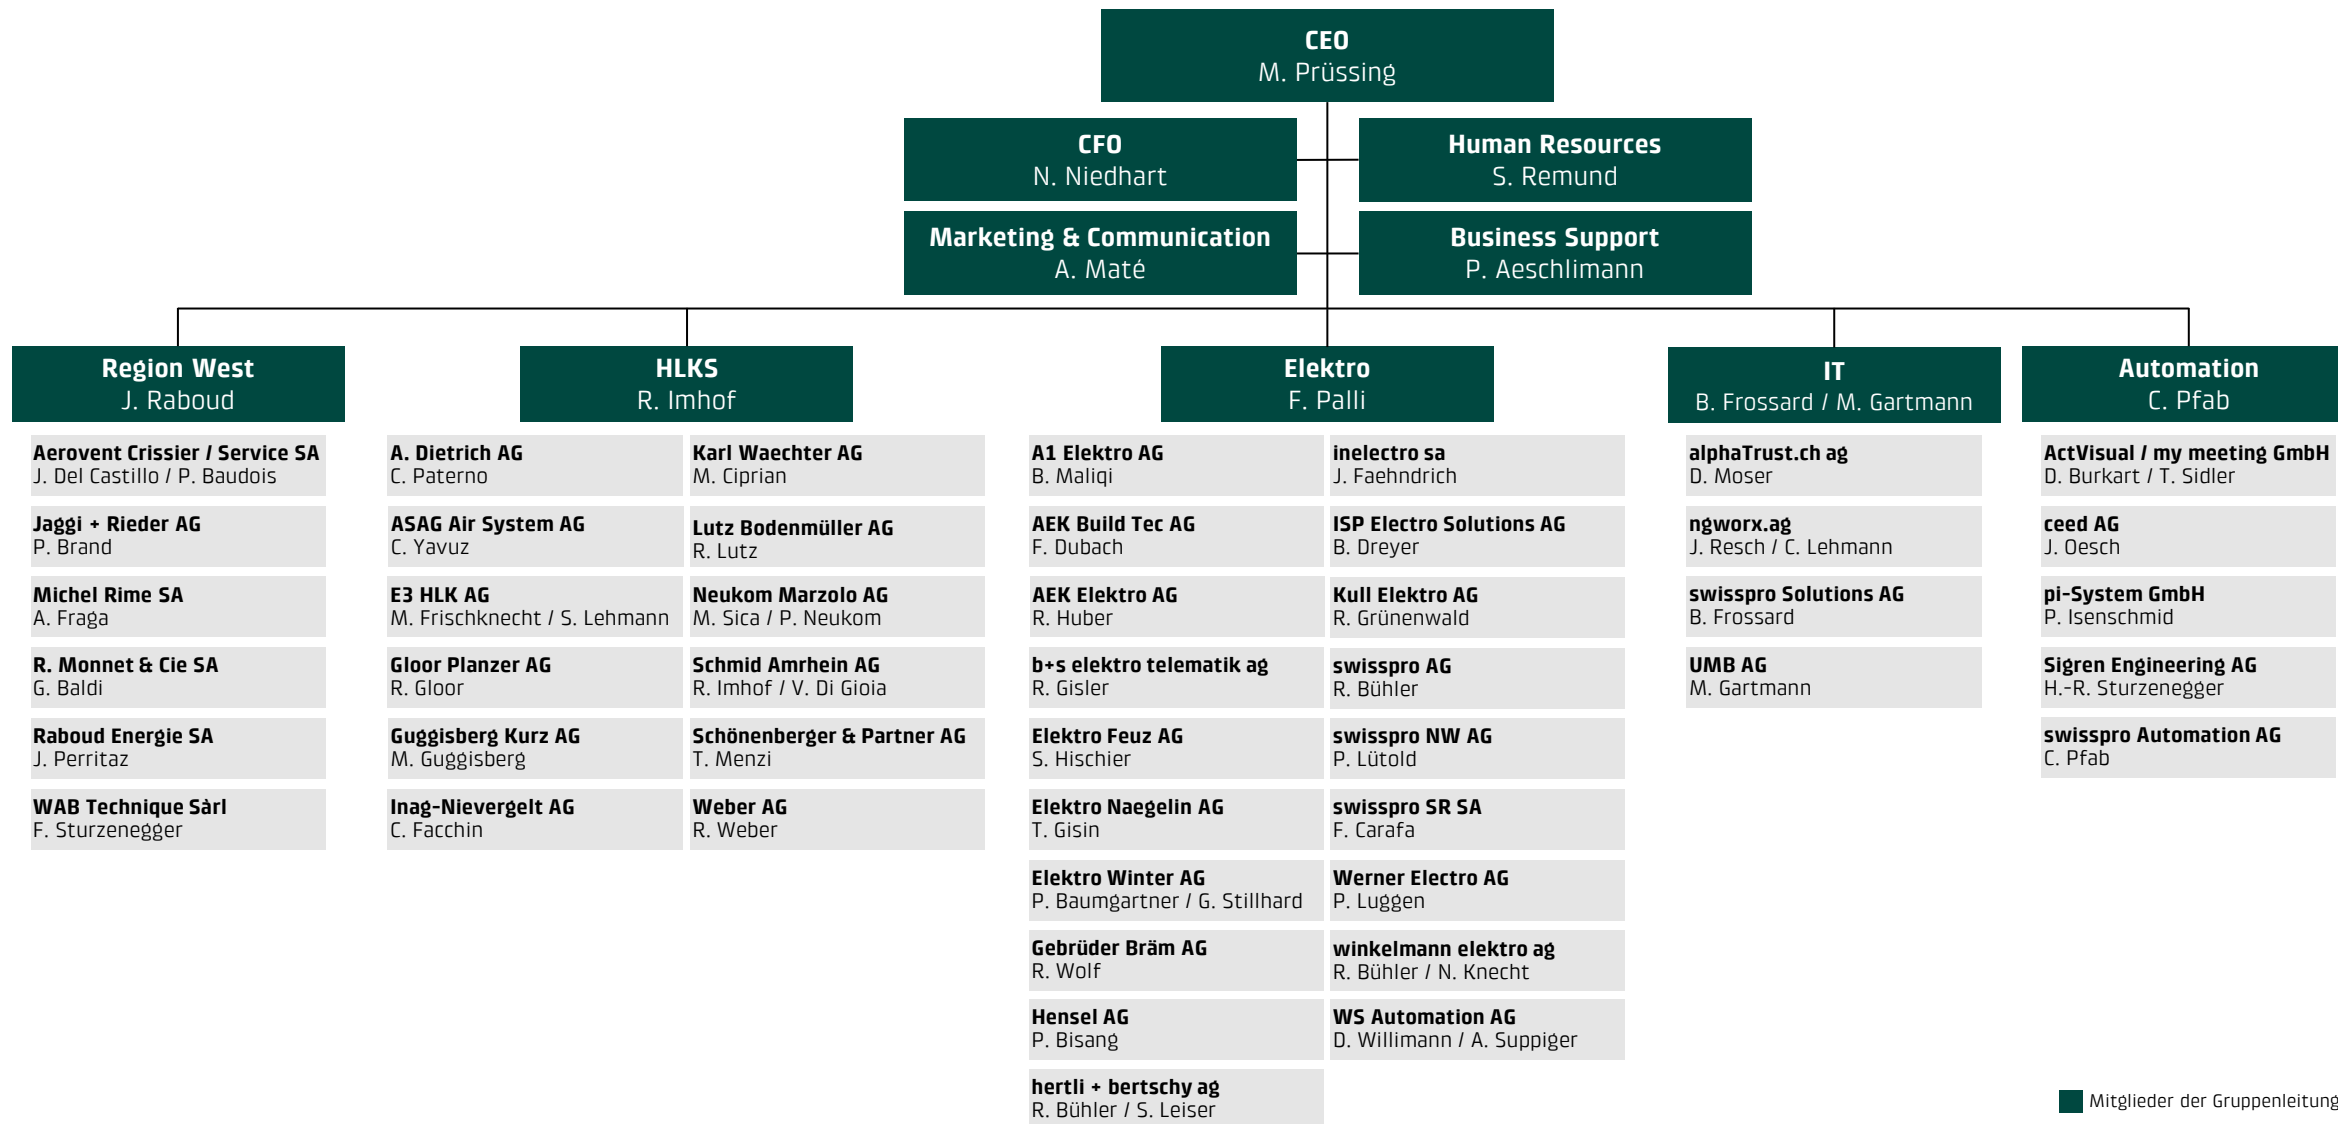 CEO
M. Prüssing
CFO
N. Niedhart
Human Resources
S. Remund
Marketing & Communication
A. Maté
Business Support
P. Aeschlimann
Region West
J. Raboud
HLKS
R. Imhof
Elektro
F. Palli
IT
B. Frossard / M. Gartmann
Automation
C. Pfab
Aerovent Crissier / Service SA
J. Del Castillo / P. Baudois
Jaggi + Rieder AG
P. Brand
Michel Rime SA
A. Fraga
R. Monnet & Cie SA
G. Baldi
Raboud Energie SA
J. Perritaz
WAB Technique Sàrl
F. Sturzenegger
A. Dietrich AG
C. Paterno
ASAG Air System AG
C. Yavuz
E3 HLK AG
M. Frischknecht / S. Lehmann
Gloor Planzer AG
R. Gloor
Guggisberg Kurz AG
M. Guggisberg
Inag-Nievergelt AG
C. Facchin
Karl Waechter AG
M. Ciprian
Lutz Bodenmüller AG
R. Lutz
Neukom Marzolo AG
M. Sica / P. Neukom
Schmid Amrhein AG
R. Imhof / V. Di Gioia
Schönenberger & Partner AG
T. Menzi
Weber AG
R. Weber
A1 Elektro AG
B. Maliqi
AEK Build Tec AG
F. Dubach
AEK Elektro AG
R. Huber
b+s elektro telematik ag
R. Gisler
Elektro Feuz AG
S. Hischier
Elektro Naegelin AG
T. Gisin
Elektro Winter AG
P. Baumgartner / G. Stillhard
Gebrüder Bräm AG
R. Wolf
Hensel AG
P. Bisang
hertli + bertschy ag
R. Bühler / S. Leiser
inelectro sa
J. Faehndrich
ISP Electro Solutions AG
B. Dreyer
Kull Elektro AG
R. Grünenwald
swisspro AG
R. Bühler
swisspro NW AG
P. Lütold
swisspro SR SA
F. Carafa
Werner Electro AG
P. Luggen
winkelmann elektro ag
R. Bühler / N. Knecht
WS Automation AG
D. Willimann / A. Suppiger
alphaTrust.ch ag
D. Moser
ngworx.ag
J. Resch / C. Lehmann
swisspro Solutions AG
B. Frossard
UMB AG
M. Gartmann
ActVisual / my meeting GmbH
D. Burkart / T. Sidler
ceed AG
J. Oesch
pi-System GmbH
P. Isenschmid
Sigren Engineering AG
H.-R. Sturzenegger
swisspro Automation AG
C. Pfab
Mitglieder der Gruppenleitung